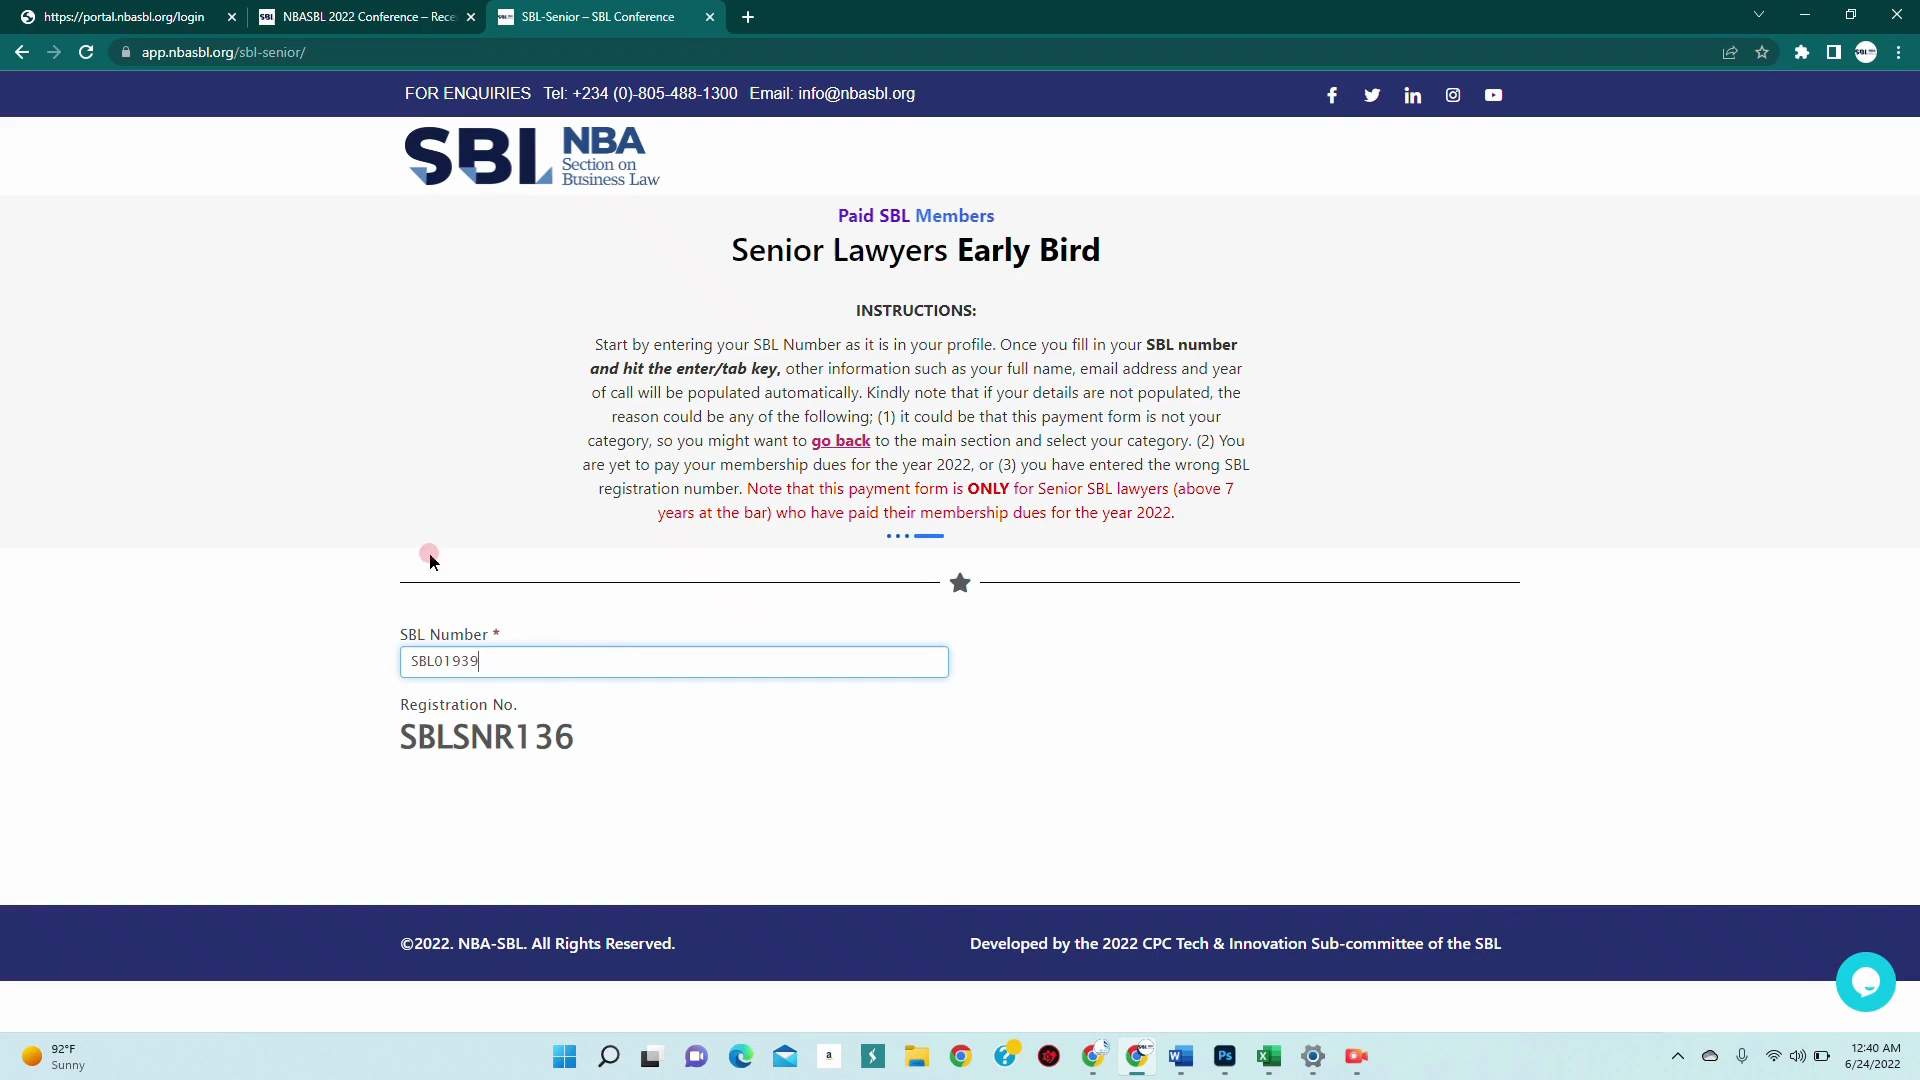 https://portal.nbasbl.org/login
NBASBL 2022 Conference – Rece
SBL-Senior – SBL Conference
app.nbasbl.org/sbl-senior/
FOR ENQUIRIES Tel: +234 (0)-805-488-1300 Email: info@nbasbl.org
SBL NBA
Section on
Business Law
Paid SBL Members
Senior Lawyers Early Bird
INSTRUCTIONS:
Start by entering your SBL Number as it is in your profile. Once you fill in your SBL number
and hit the enter/tab key, other information such as your full name, email address and year
of call will be populated automatically. Kindly note that if your details are not populated, the
reason could be any of the following; (1) it could be that this payment form is not your
category, so you might want to go back to the main section and select your category. (2) You
are yet to pay your membership dues for the year 2022, or (3) you have entered the wrong SBL
registration number. Note that this payment form is ONLY for Senior SBL lawyers (above 7
years at the bar) who have paid their membership dues for the year 2022.
SBL Number *
SBL01939
Registration No.
SBLSNR136
©2022. NBA-SBL. All Rights Reserved.
Developed by the 2022 CPC Tech & Innovation Sub-committee of the SBL
92°F
Sunny
12:40 AM
6/24/2022